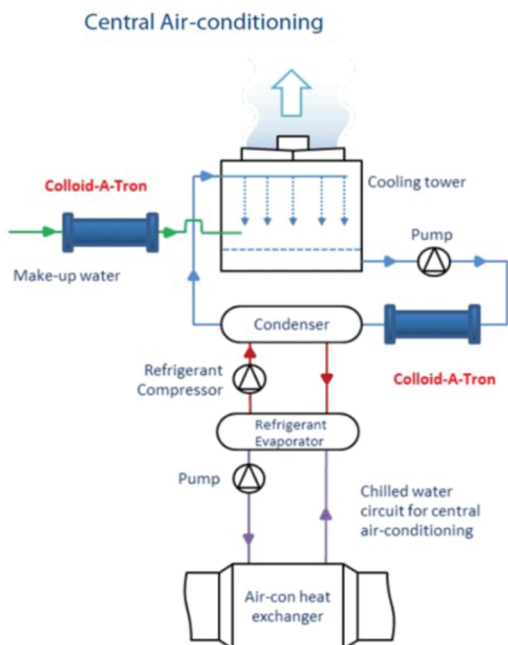 Central Air-conditioning
Colloid-A-Tron
Cooling tower
Pump
Make-up water
Condenser
Refrigerant
Compressor
Colloid-A-Tron
Refrigerant
Evaporator
Pump
Chilled water
circuit for central
air-conditioning
Air-con heat
exchanger